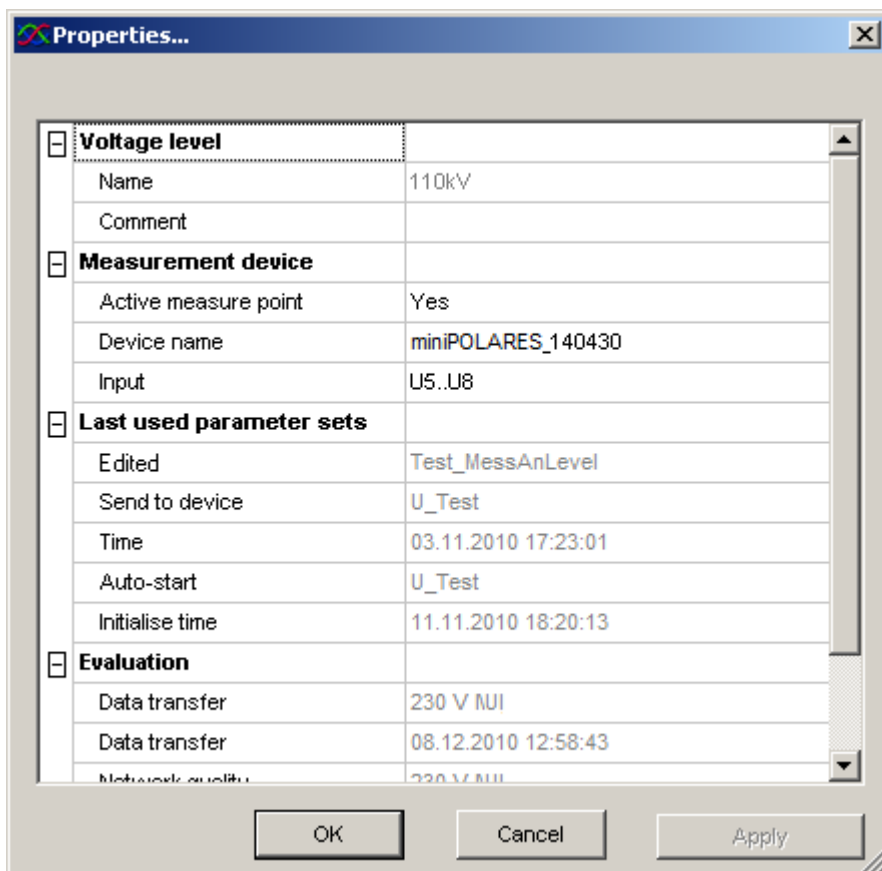 Properties...
Voltage level
Name 110kV
Comment
Measurement device
Active measure point Yes
Device name miniPOLARES_140430
Input U5..U8
Last used parameter sets
Edited Test_MessAnLevel
Send to device U_Test
Time 03.11.2010 17:23:01
Auto-start U_Test
Initialise time 11.11.2010 18:20:13
Evaluation
Data transfer 230 V
Data transfer 08.12.2010 12:58:43
Network quality 230 V
OK Cancel Apply